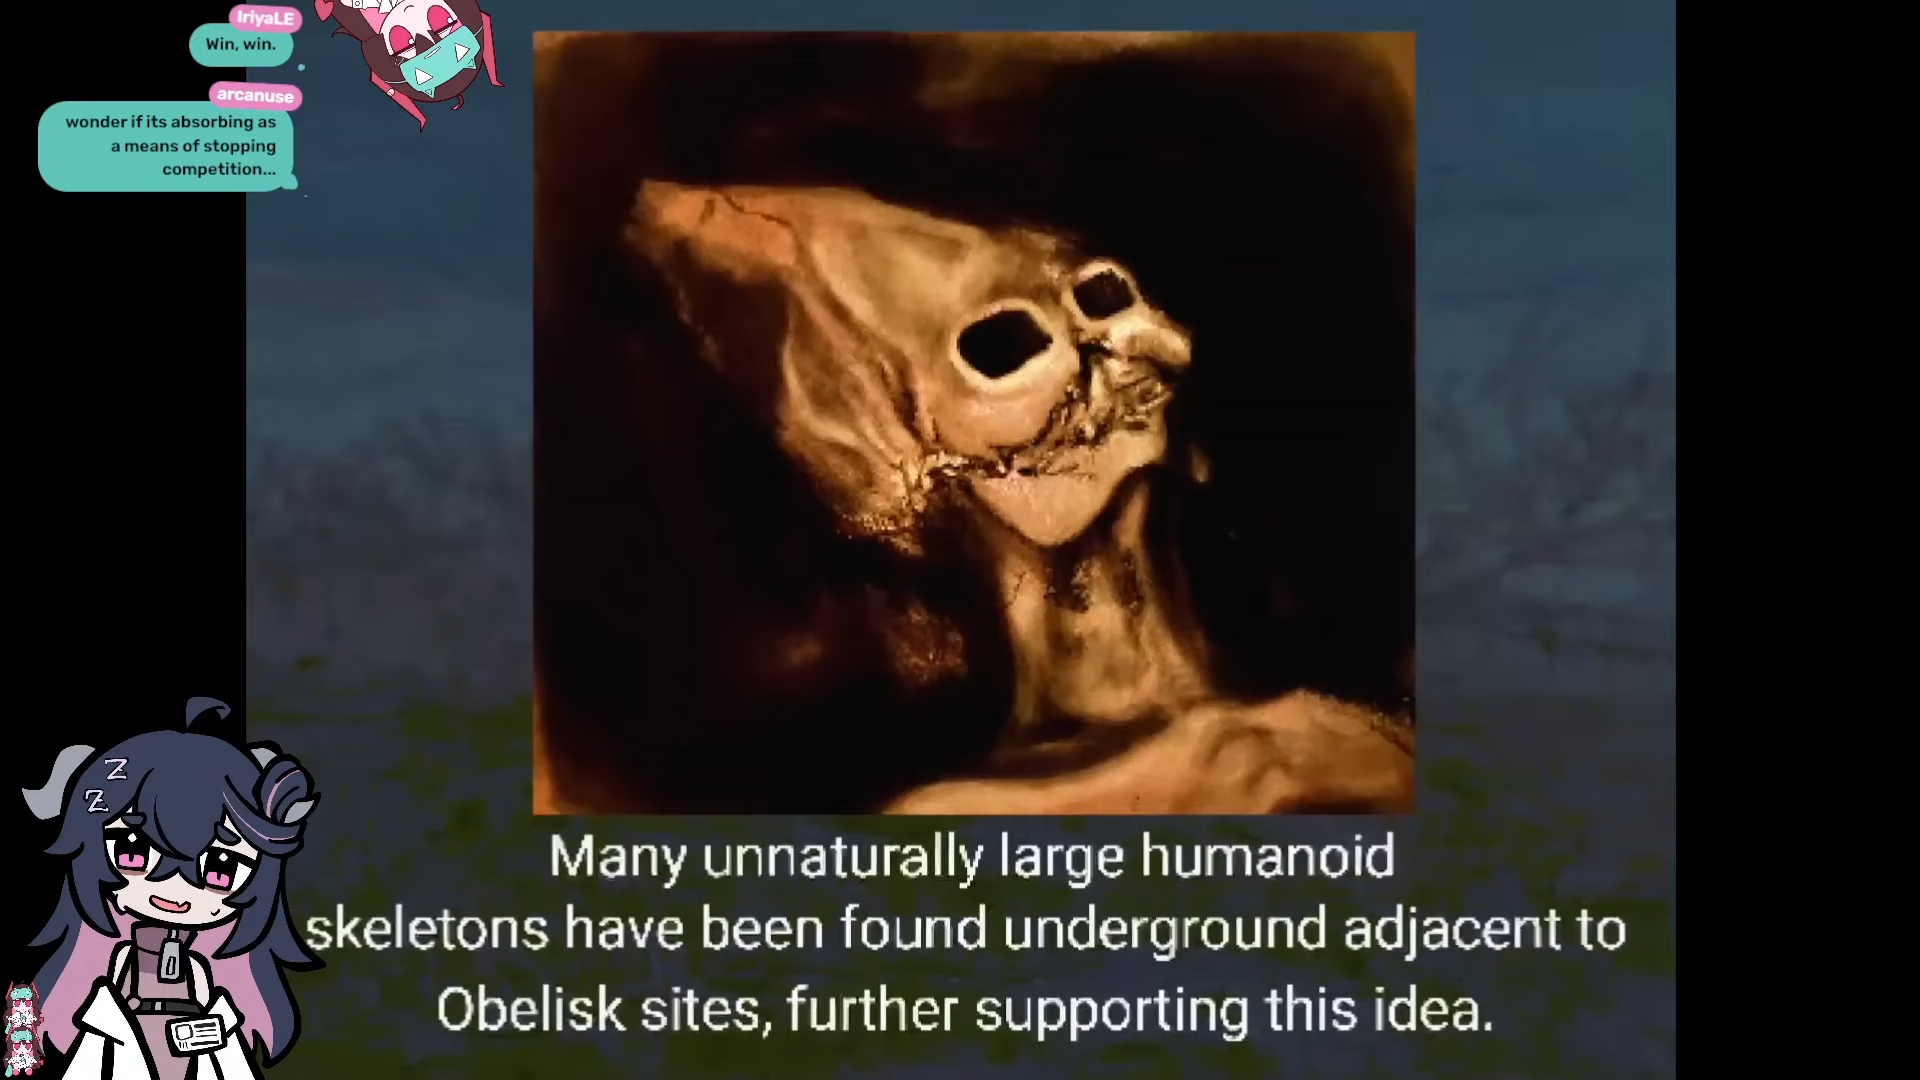 IriyaLE
Win, win.
arcanuse
wonder if its absorbing as
a means of stopping
competition...
Z
Z
Many unnaturally large humanoid
skeletons have been found underground adjacent to
Obelisk sites, further supporting this idea.